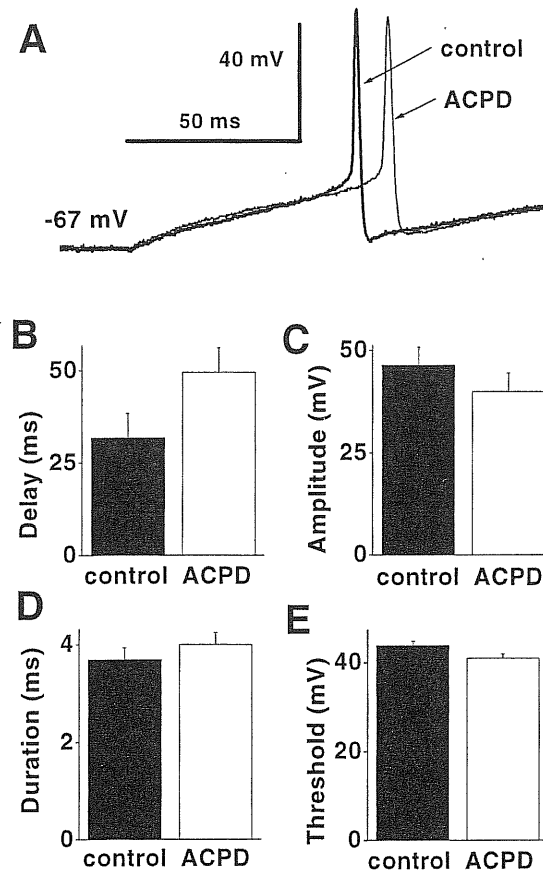 A
40 mV
50 ms
control
ACPD
-67 mV
B
Delay (ms)
50
25
0
control ACPD
C
Amplitude (mV)
50
25
0
control ACPD
D
Duration (ms)
4
2
0
control ACPD
E
Threshold (mV)
40
20
0
control ACPD